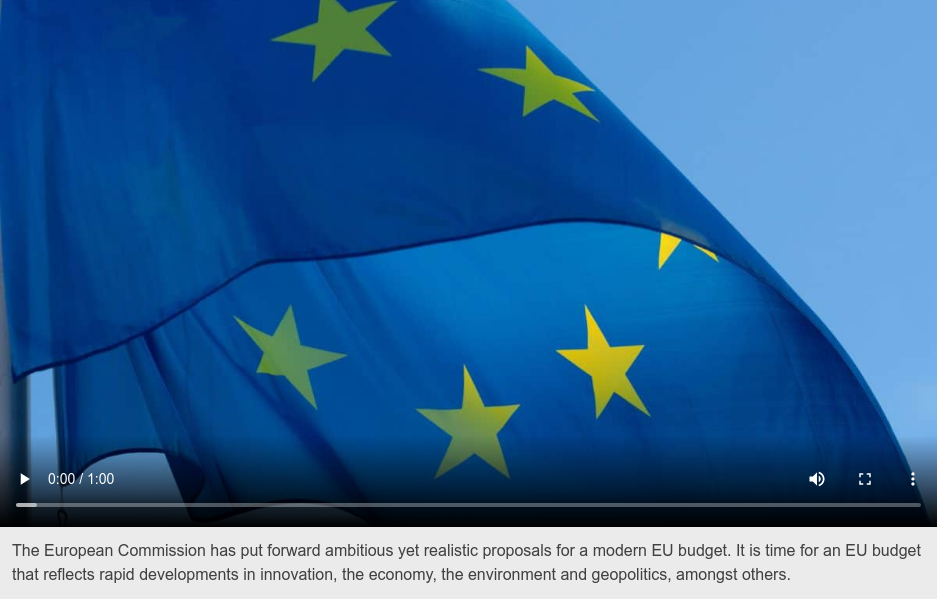 0:00 / 1:00
The European Commission has put forward ambitious yet realistic proposals for a modern EU budget. It is time for an EU budget
that reflects rapid developments in innovation, the economy, the environment and geopolitics, amongst others.